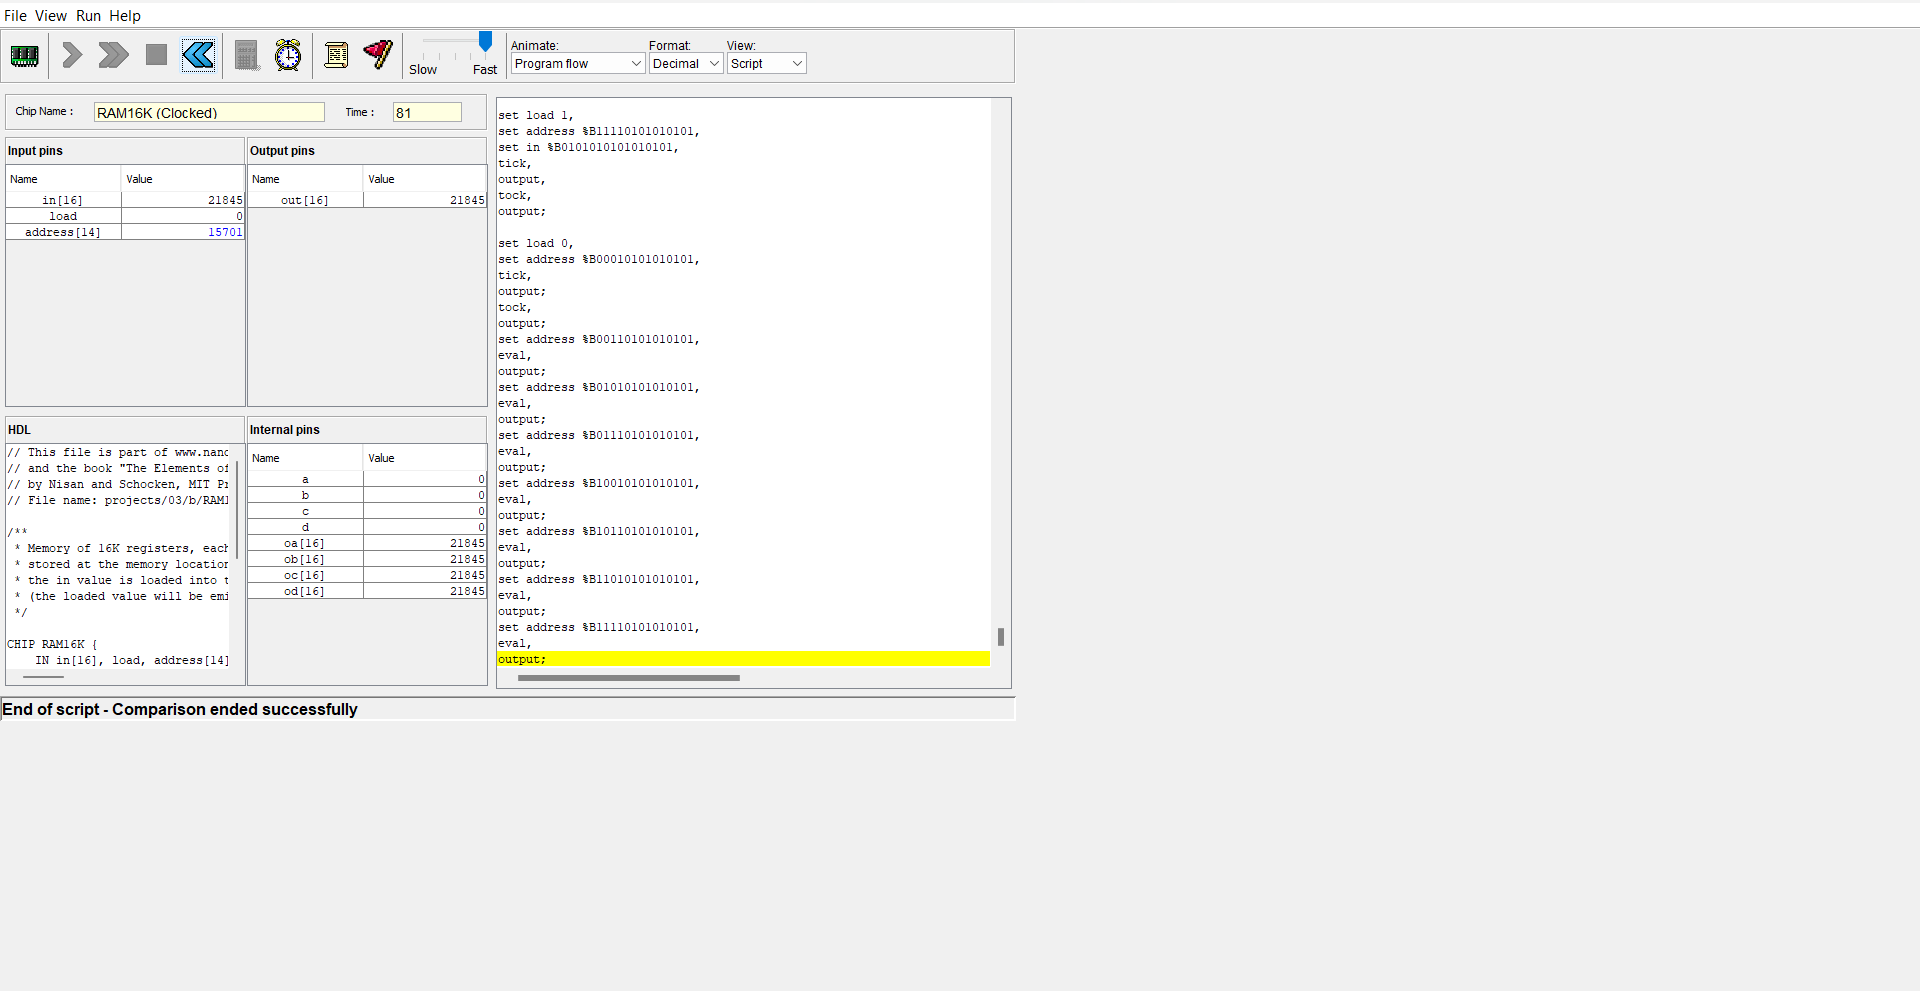 File View Run Help
Slow Fast
Animate: Format: View:
Program flow Decimal Script
Chip Name : RAM16K (Clocked) Time : 81
Input pins
Name Value
in[16] 21845
load 0
address[14] 15701
Output pins
Name Value
out[16] 21845
HDL
// This file is part of www.nand
// and the book "The Elements of
// by Nisan and Schocken, MIT Pr
// File name: projects/03/b/RAM1
/**
* Memory of 16K registers, each
* stored at the memory location
* the in value is loaded into t
* (the loaded value will be emi
*/
CHIP RAM16K {
IN in[16], load, address[14]
Internal pins
Name Value
a 0
b 0
c 0
d 0
oa[16] 21845
ob[16] 21845
oc[16] 21845
od[16] 21845
set load 1,
set address %B11110101010101,
set in %B0101010101010101,
tick,
output,
tock,
output;
set load 0,
set address %B00010101010101,
tick,
output;
tock,
output;
set address %B00110101010101,
eval,
output;
set address %B01010101010101,
eval,
output;
set address %B01110101010101,
eval,
output;
set address %B10010101010101,
eval,
output;
set address %B10110101010101,
eval,
output;
set address %B11010101010101,
eval,
output;
set address %B11110101010101,
eval,
output;
End of script - Comparison ended successfully